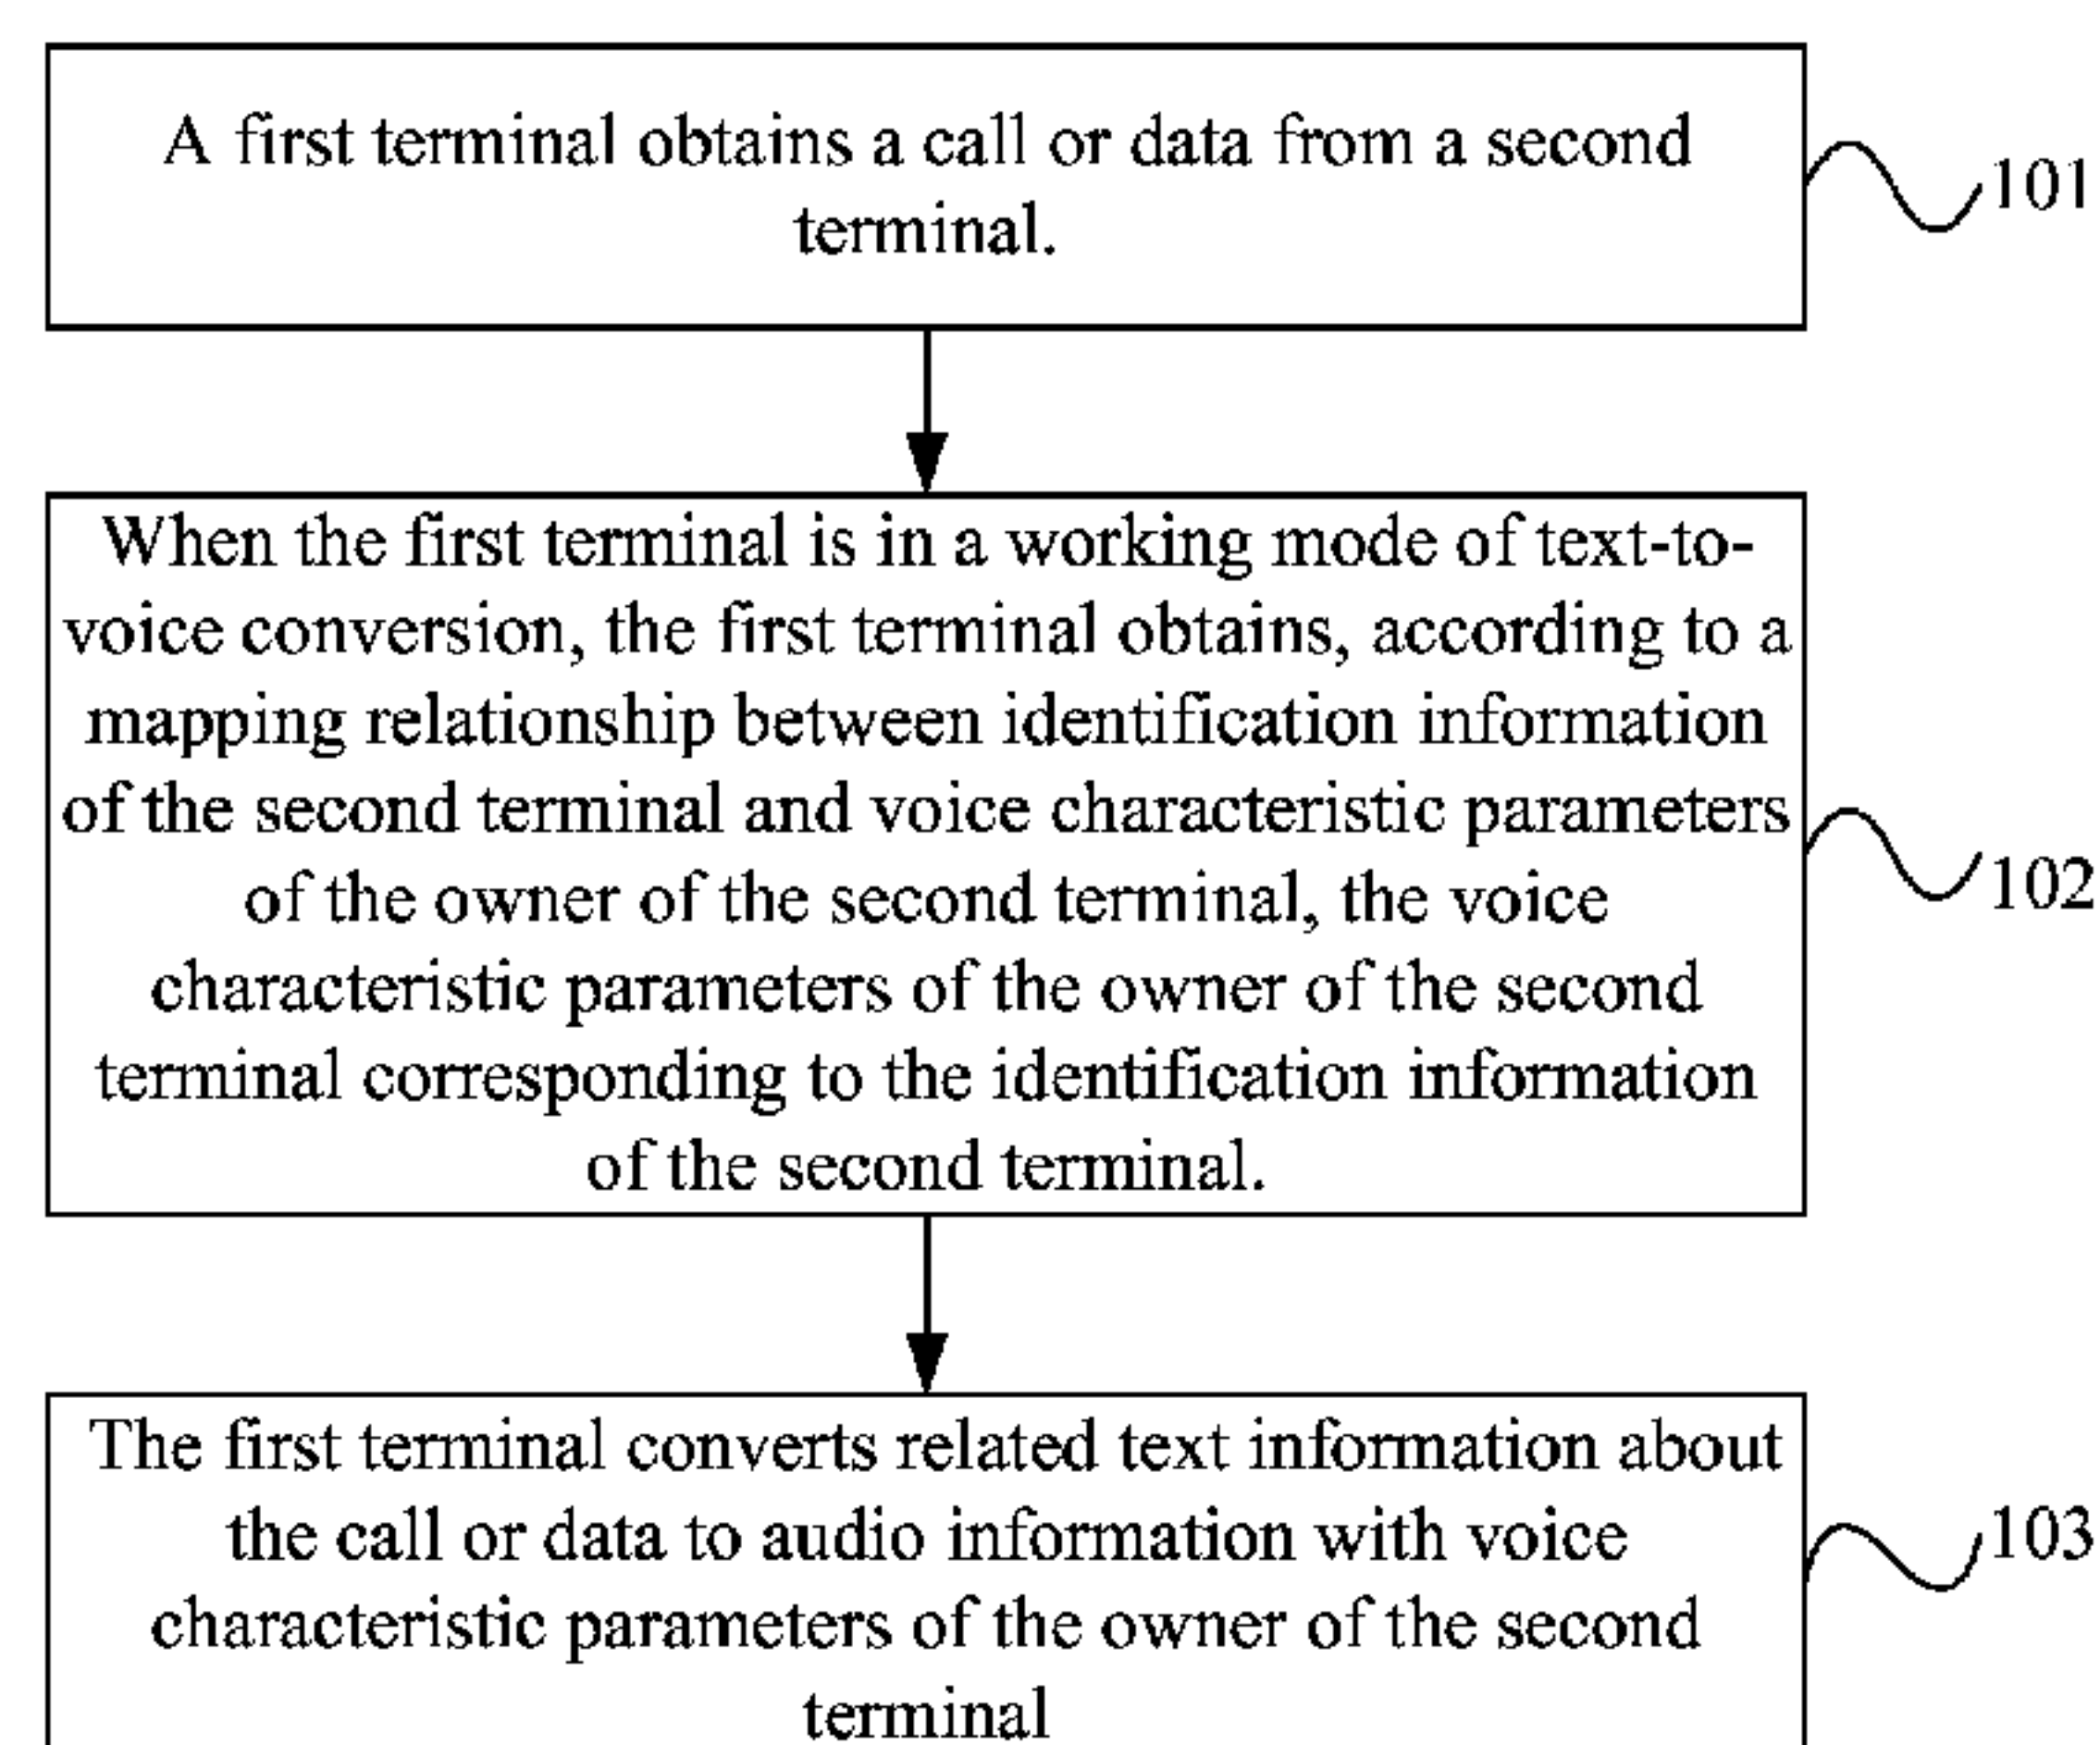 A first terminal obtains a call or data from a second
terminal.
101
When the first terminal is in a working mode of text-to-
voice conversion, the first terminal obtains, according to a
mapping relationship between identification information
of the second terminal and voice characteristic parameters
of the owner of the second terminal, the voice
characteristic parameters of the owner of the second
terminal corresponding to the identification information
of the second terminal.
102
The first terminal converts related text information about
the call or data to audio information with voice
characteristic parameters of the owner of the second
terminal
103